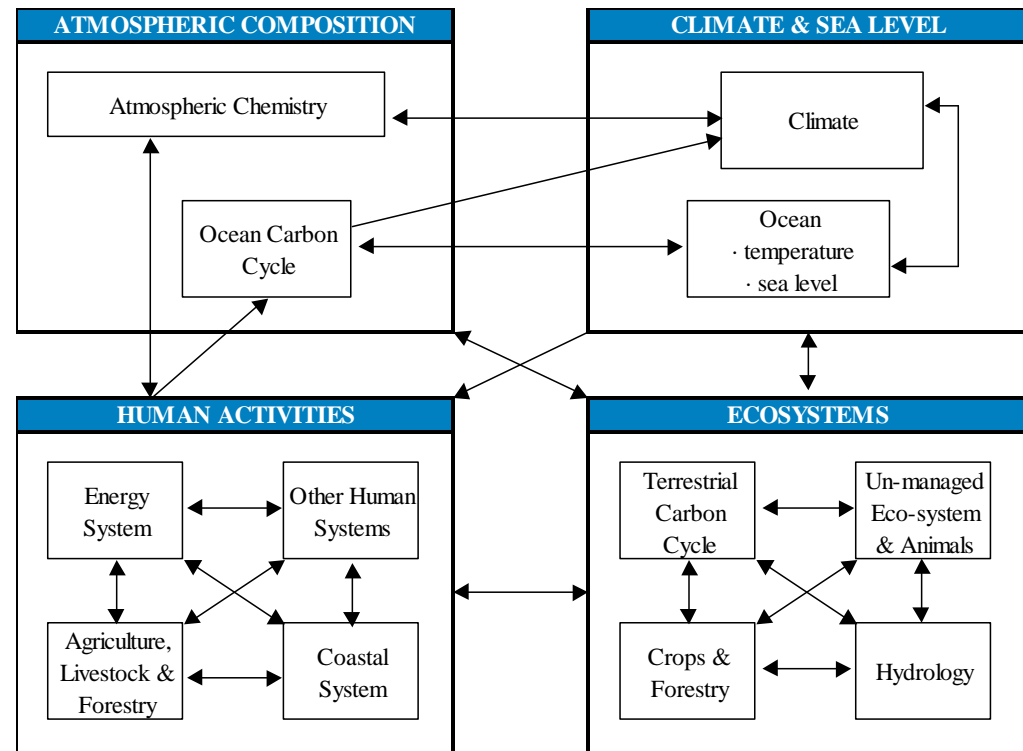 ATMOSPHERIC COMPOSITION
Atmospheric Chemistry
Ocean Carbon
Cycle
CLIMATE & SEA LEVEL
Climate
Ocean
· temperature
· sea level
HUMAN ACTIVITIES
Energy
System
Other Human
Systems
Agriculture,
Livestock &
Forestry
Coastal
System
ECOSYSTEMS
Terrestrial
Carbon
Cycle
Un-managed
Eco-system
& Animals
Crops &
Forestry
Hydrology